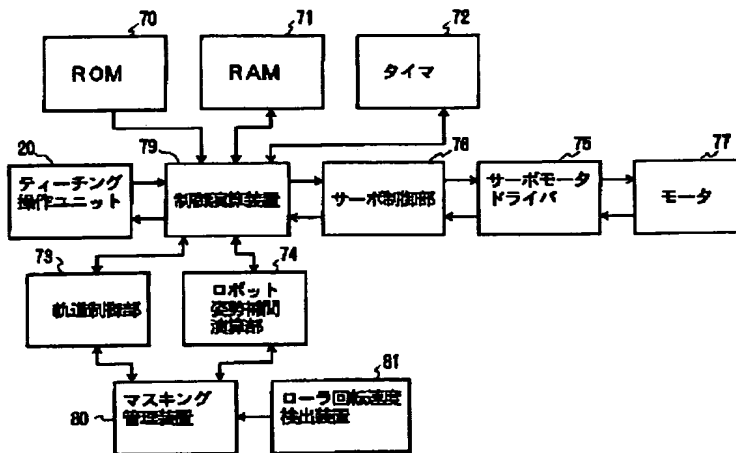 70
71
72
ROM
RAM
タイマ
20
79
76
75
77
ティーチング
操作ユニット
制御演算装置
サーボ制御部
サーボモータ
ドライバ
モータ
73
74
軌道制御部
ロボット
姿勢補間
演算部
81
80
マスキング
管理装置
ローラ回転速度
検出装置